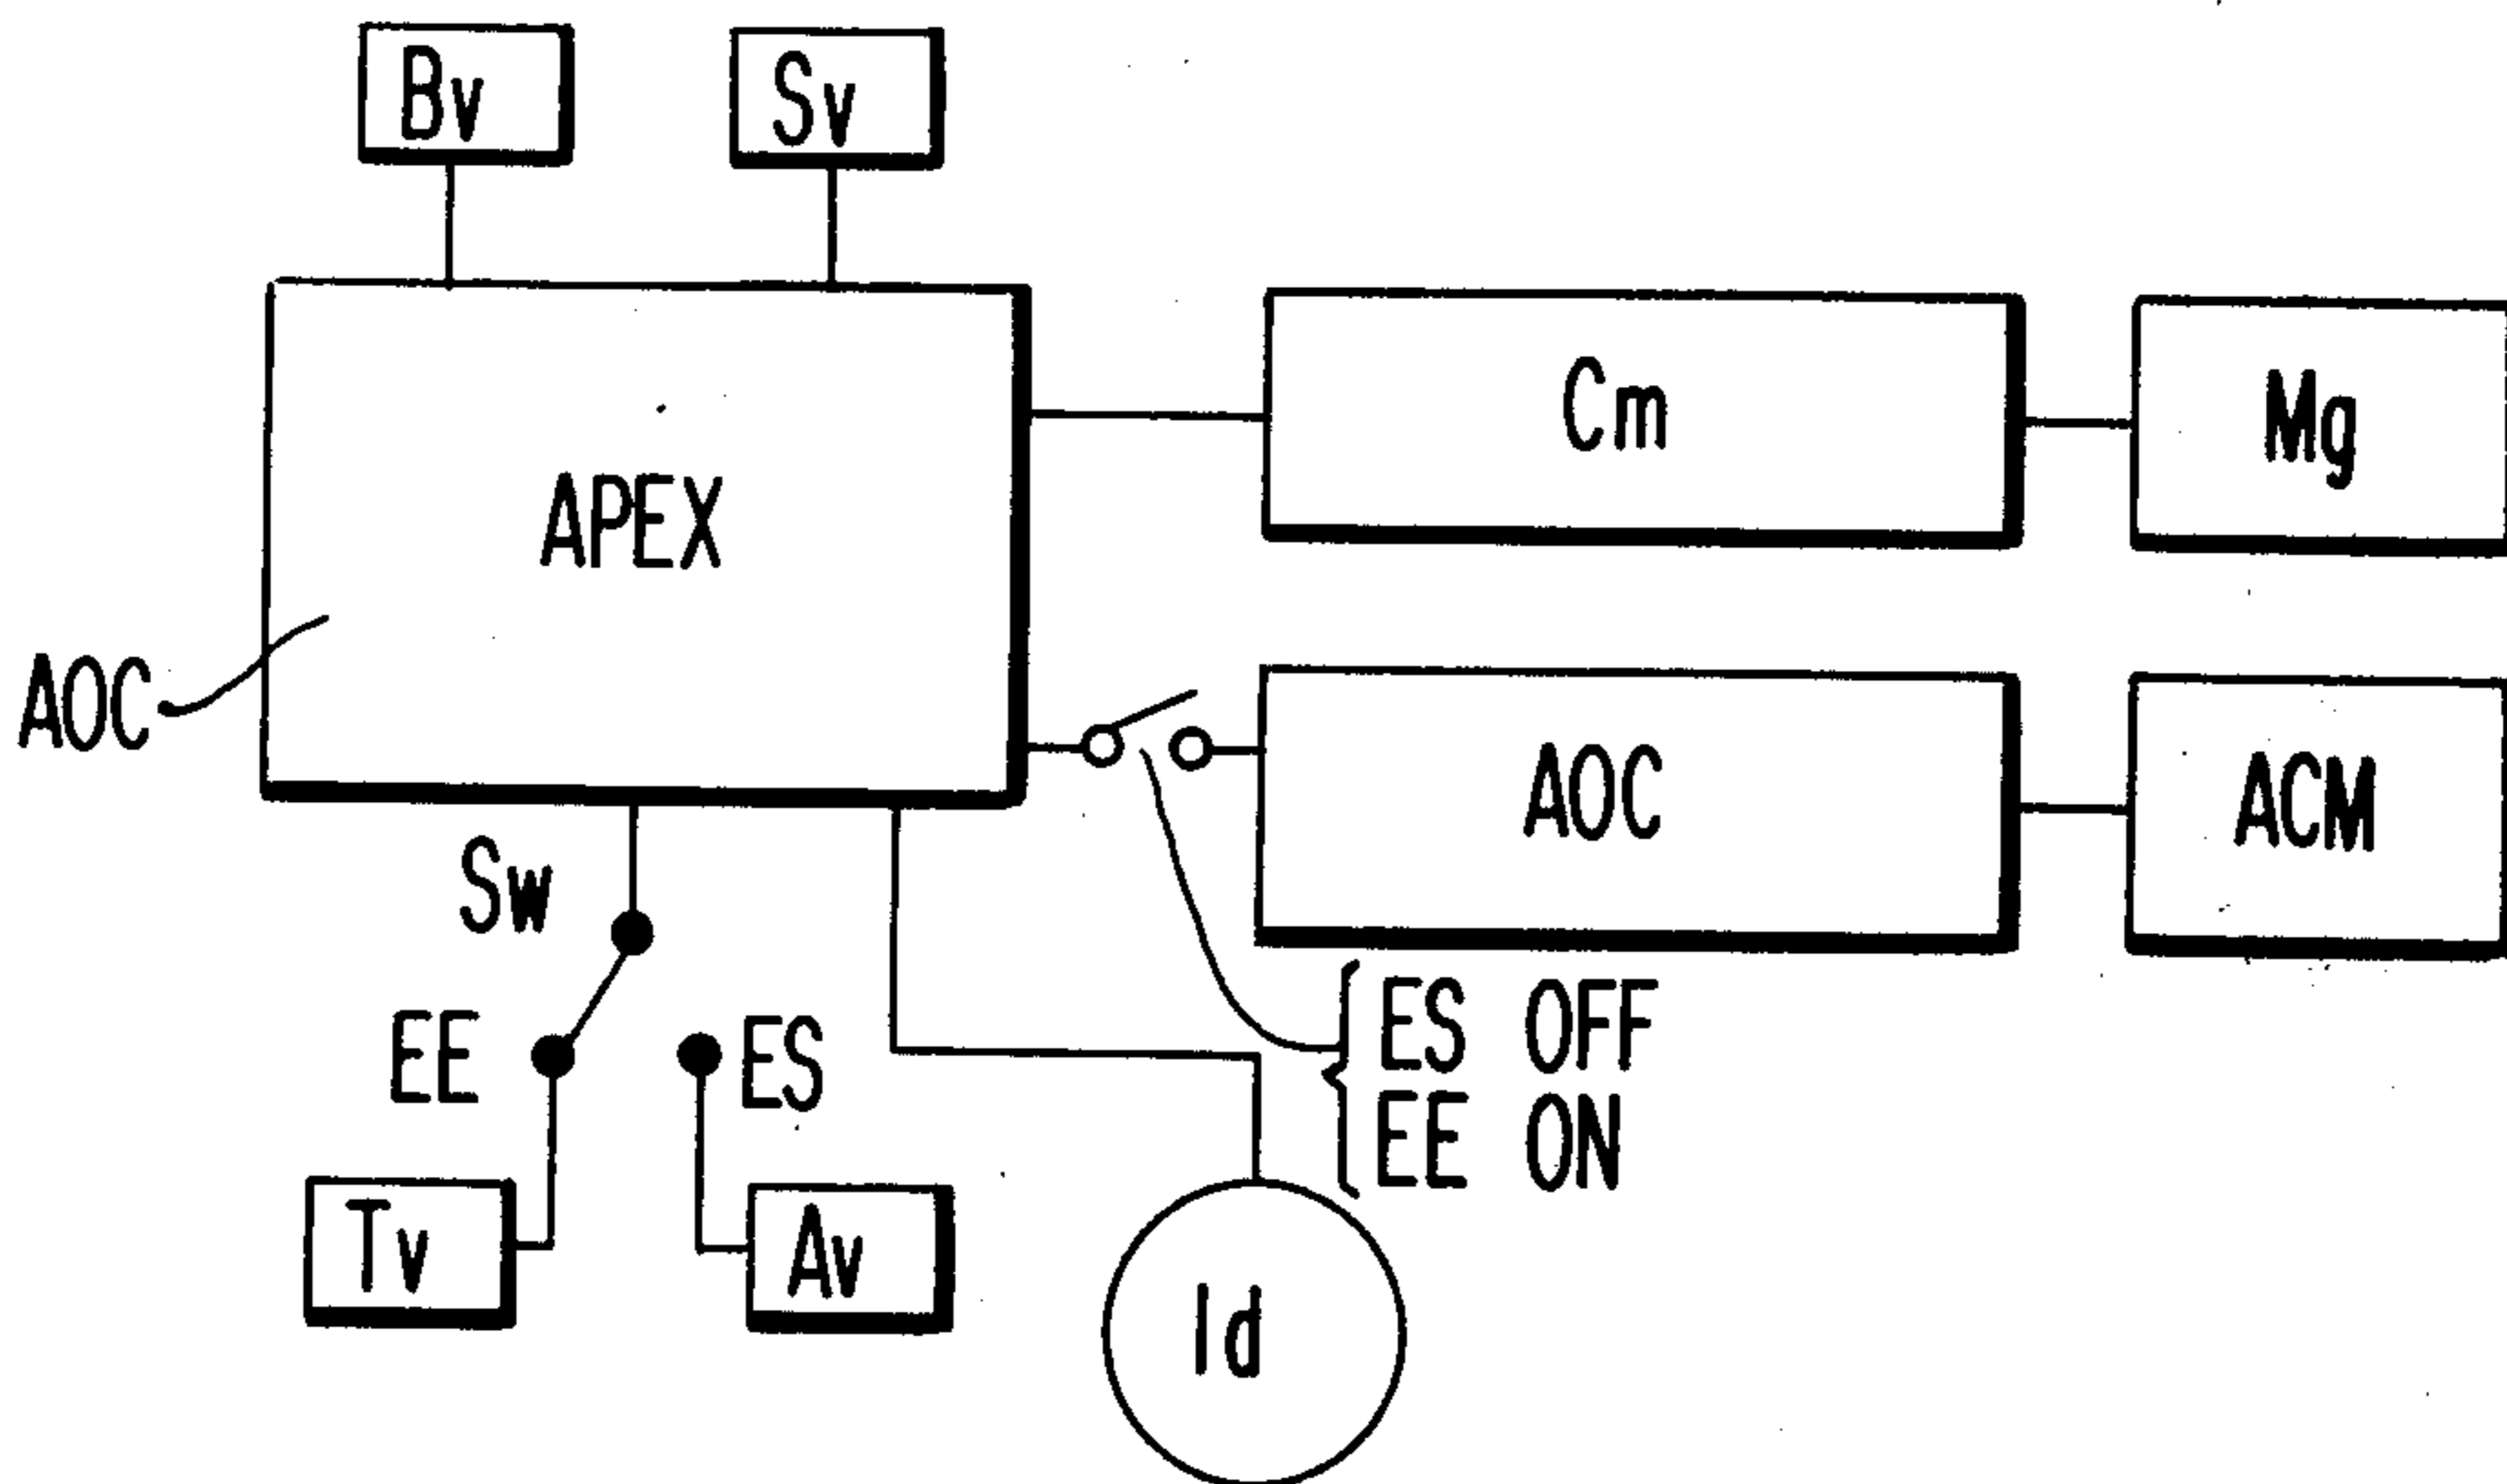 Bv
Sv
APEX
Cm
Mg
AOC
AOC
ACM
Sw
EE
ES
ES OFF
EE ON
Tv
Av
Id